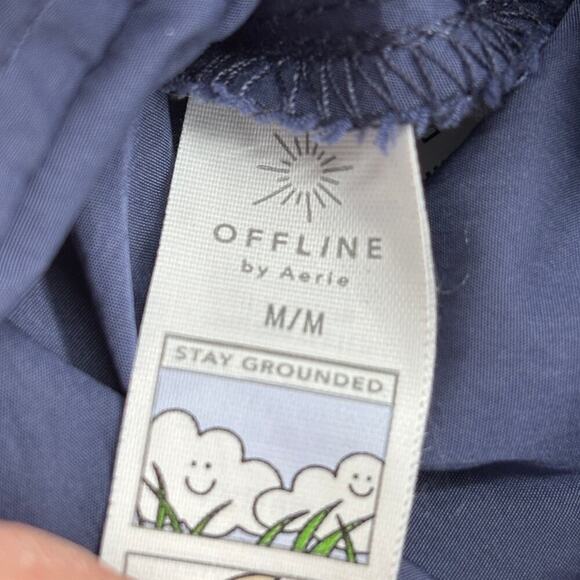 OFFLINE
by Aerie
M/M
STAY GROUNDED